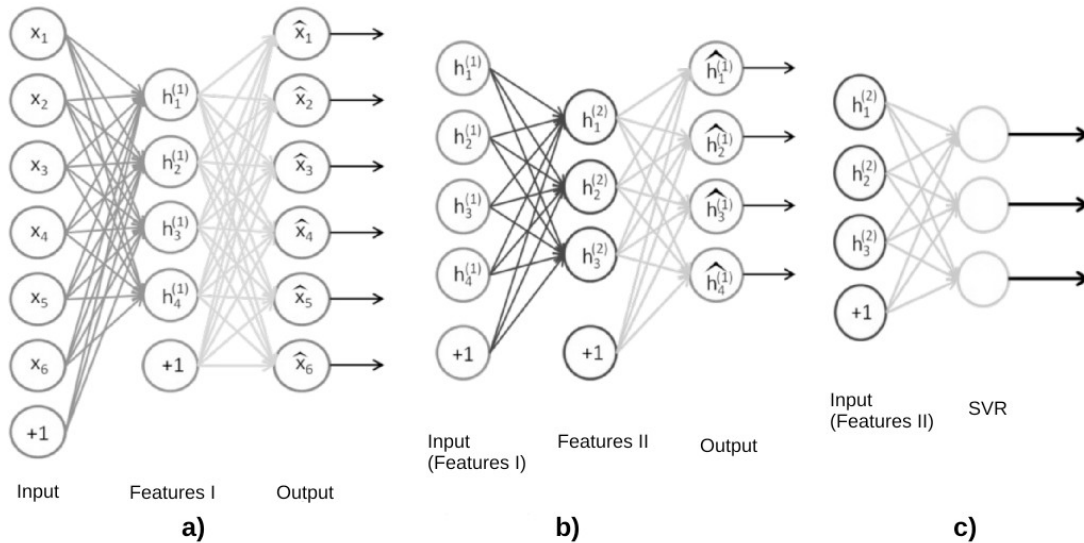 x₁
x₂
x₃
x₄
x₅
x₆
+1
h₁⁽¹⁾
h₂⁽¹⁾
h₃⁽¹⁾
h₄⁽¹⁾
+1
x̂₁
x̂₂
x̂₃
x̂₄
x̂₅
x̂₆
Input
Features I
Output
a)
h₁⁽¹⁾
h₂⁽¹⁾
h₃⁽¹⁾
h₄⁽¹⁾
+1
h₁⁽²⁾
h₂⁽²⁾
h₃⁽²⁾
+1
ĥ₁⁽¹⁾
ĥ₂⁽¹⁾
ĥ₃⁽¹⁾
ĥ₄⁽¹⁾
Input
(Features I)
Features II
Output
b)
h₁⁽²⁾
h₂⁽²⁾
h₃⁽²⁾
+1
Input
(Features II)
SVR
c)